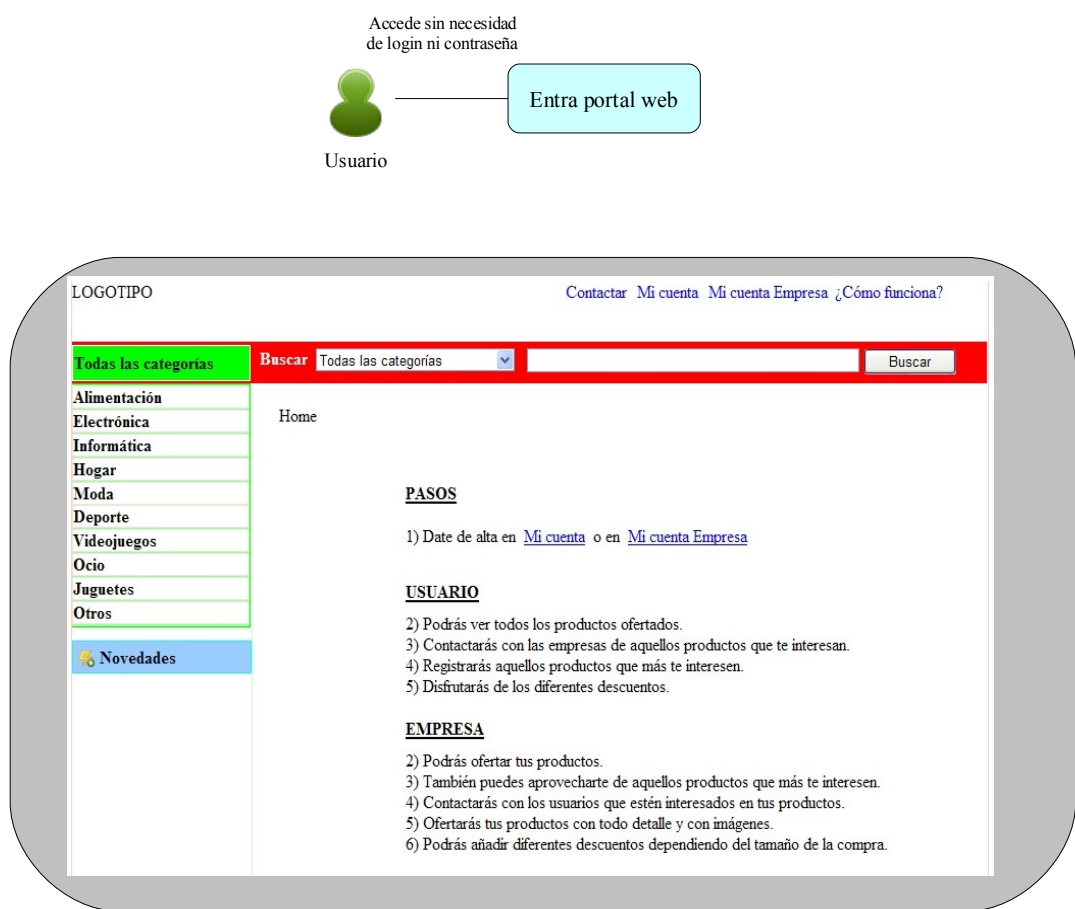 Accede sin necesidad
de login ni contraseña
Entra portal web
Usuario
LOGOTIPO
Contactar Mi cuenta Mi cuenta Empresa ¿Cómo funciona?
Todas las categorías
Buscar Todas las categorías Buscar
Alimentación
Electrónica
Informática
Hogar
Moda
Deporte
Videojuegos
Ocio
Juguetes
Otros
Novedades
Home
PASOS
1) Date de alta en Mi cuenta o en Mi cuenta Empresa
USUARIO
2) Podrás ver todos los productos ofertados.
3) Contactarás con las empresas de aquellos productos que te interesan.
4) Registrarás aquellos productos que más te interesen.
5) Disfrutarás de los diferentes descuentos.
EMPRESA
2) Podrás ofertar tus productos.
3) También puedes aprovecharte de aquellos productos que más te interesen.
4) Contactarás con los usuarios que estén interesados en tus productos.
5) Ofertarás tus productos con todo detalle y con imágenes.
6) Podrás añadir diferentes descuentos dependiendo del tamaño de la compra.